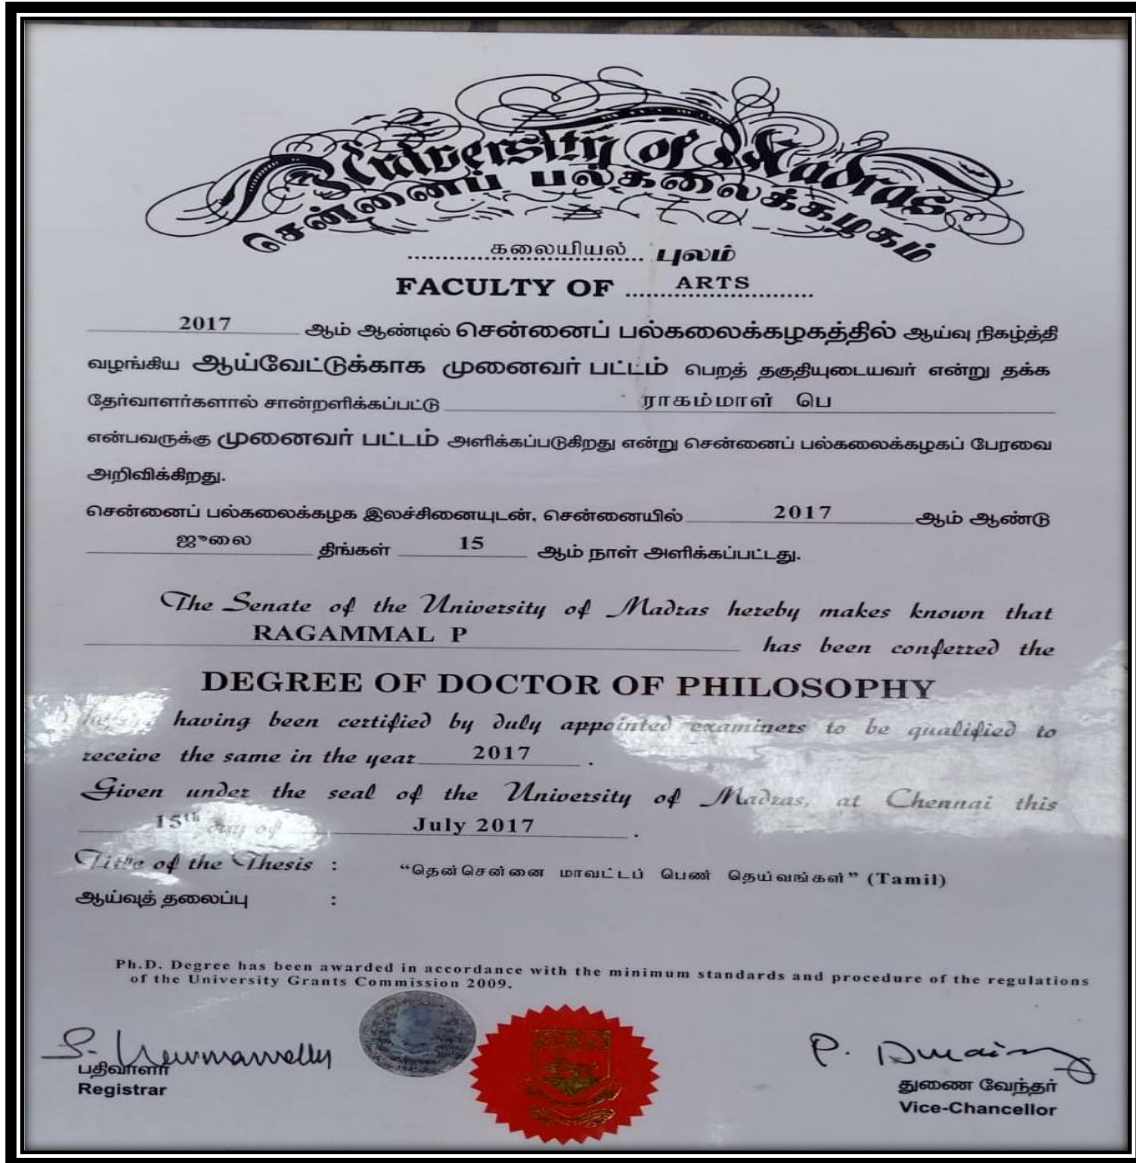 University of Madras
சென்னைப் பல்கலைக்கழகம்
கலையியல் புலம்
FACULTY OF ARTS
2017 ஆம் ஆண்டில் சென்னைப் பல்கலைக்கழகத்தில் ஆய்வு நிகழ்த்தி
வழங்கிய ஆய்வேட்டுக்காக முனைவர் பட்டம் பெறத் தகுதியுடையவர் என்று தக்க
தேர்வாளர்களால் சான்றளிக்கப்பட்டு ராகம்மாள் பெ
என்பவருக்கு முனைவர் பட்டம் அளிக்கப்படுகிறது என்று சென்னைப் பல்கலைக்கழகப் பேரவை
அறிவிக்கிறது.
சென்னைப் பல்கலைக்கழக இலச்சினையுடன், சென்னையில் 2017 ஆம் ஆண்டு
ஜூலை திங்கள் 15 ஆம் நாள் அளிக்கப்பட்டது.
The Senate of the University of Madras hereby makes known that
RAGAMMAL P has been conferred the
DEGREE OF DOCTOR OF PHILOSOPHY
having been certified by duly appointed examiners to be qualified to
receive the same in the year 2017 .
Given under the seal of the University of Madras, at Chennai this
15th day of July 2017 .
Title of the Thesis : “தென்சென்னை மாவட்டப் பெண் தெய்வங்கள்” (Tamil)
ஆய்வுத் தலைப்பு :
Ph.D. Degree has been awarded in accordance with the minimum standards and procedure of the regulations
of the University Grants Commission 2009.
பதிவாளர்
Registrar
துணை வேந்தர்
Vice-Chancellor